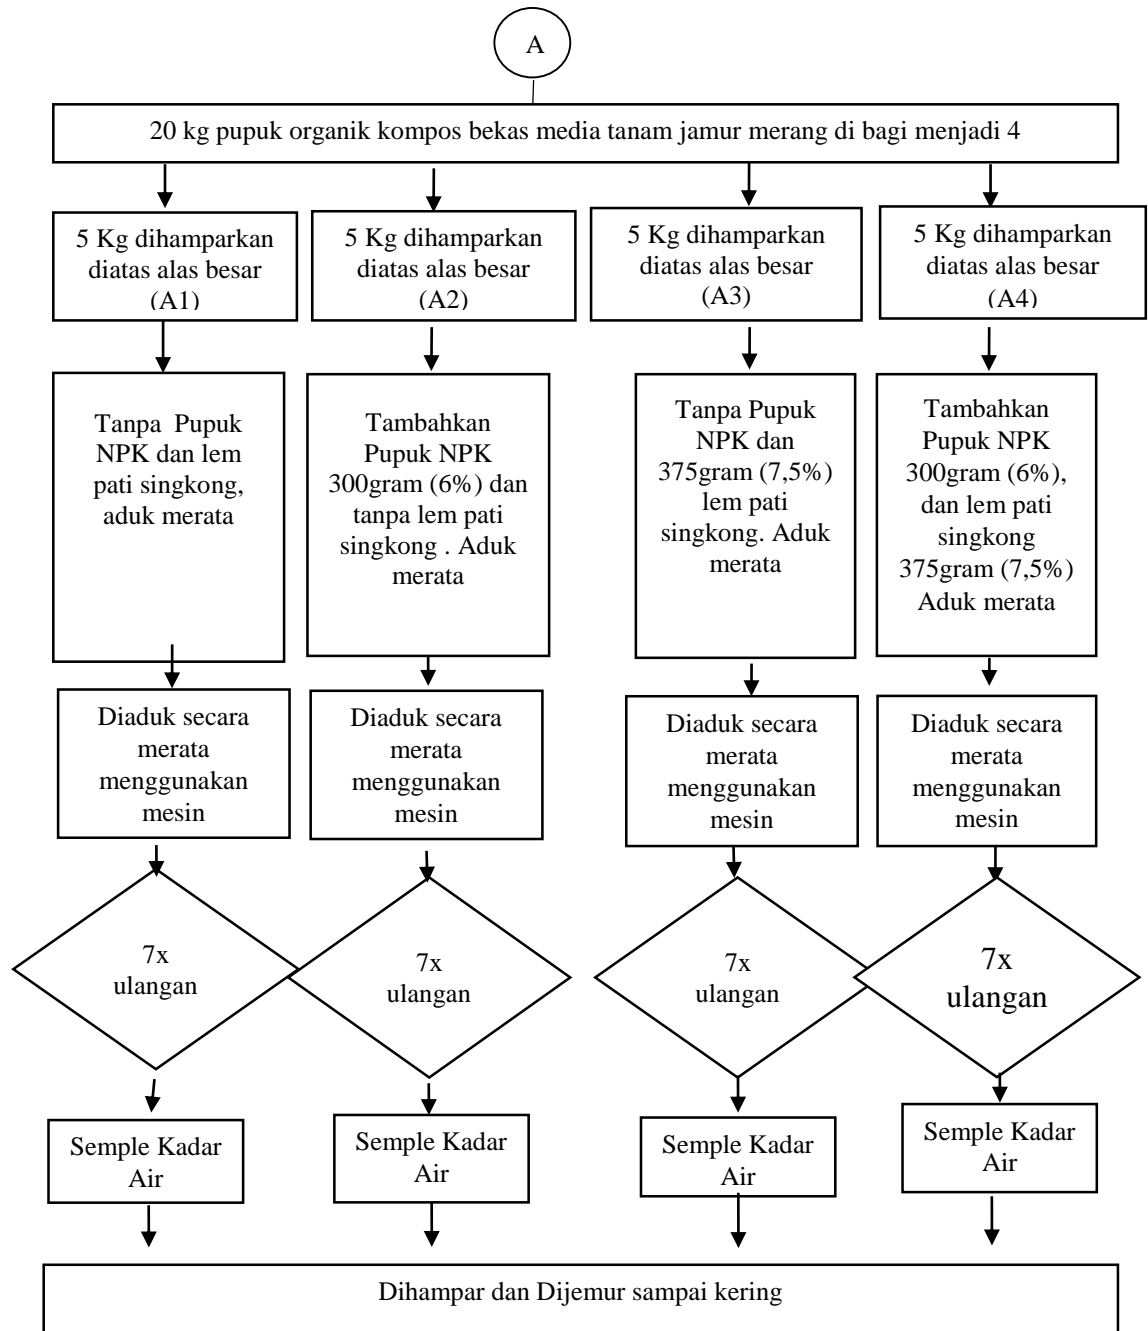 A
20 kg pupuk organik kompos bekas media tanam jamur merang di bagi menjadi 4
5 Kg dihamparkan
diatas alas besar
(A1)
5 Kg dihamparkan
diatas alas besar
(A2)
5 Kg dihamparkan
diatas alas besar
(A3)
5 Kg dihamparkan
diatas alas besar
(A4)
Tanpa Pupuk
NPK dan lem
pati singkong,
aduk merata
Tambahkan
Pupuk NPK
300gram (6%) dan
tanpa lem pati
singkong . Aduk
merata
Tanpa Pupuk
NPK dan
375gram (7,5%)
lem pati
singkong. Aduk
merata
Tambahkan
Pupuk NPK
300gram (6%),
dan lem pati
singkong
375gram (7,5%)
Aduk merata
Diaduk secara
merata
menggunakan
mesin
Diaduk secara
merata
menggunakan
mesin
Diaduk secara
merata
menggunakan
mesin
Diaduk secara
merata
menggunakan
mesin
7x
ulangan
7x
ulangan
7x
ulangan
7x
ulangan
Semple Kadar
Air
Semple Kadar
Air
Semple Kadar
Air
Semple Kadar
Air
Dihampar dan Dijemur sampai kering